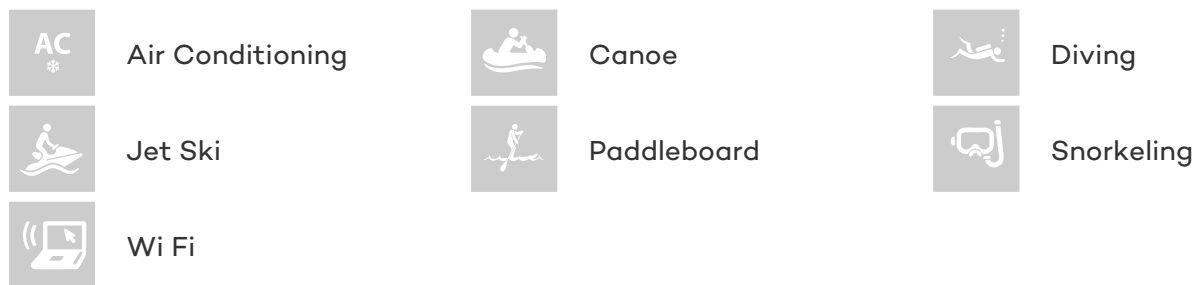 AC
Air Conditioning
Canoe
Diving
Jet Ski
Paddleboard
Snorkeling
Wi Fi